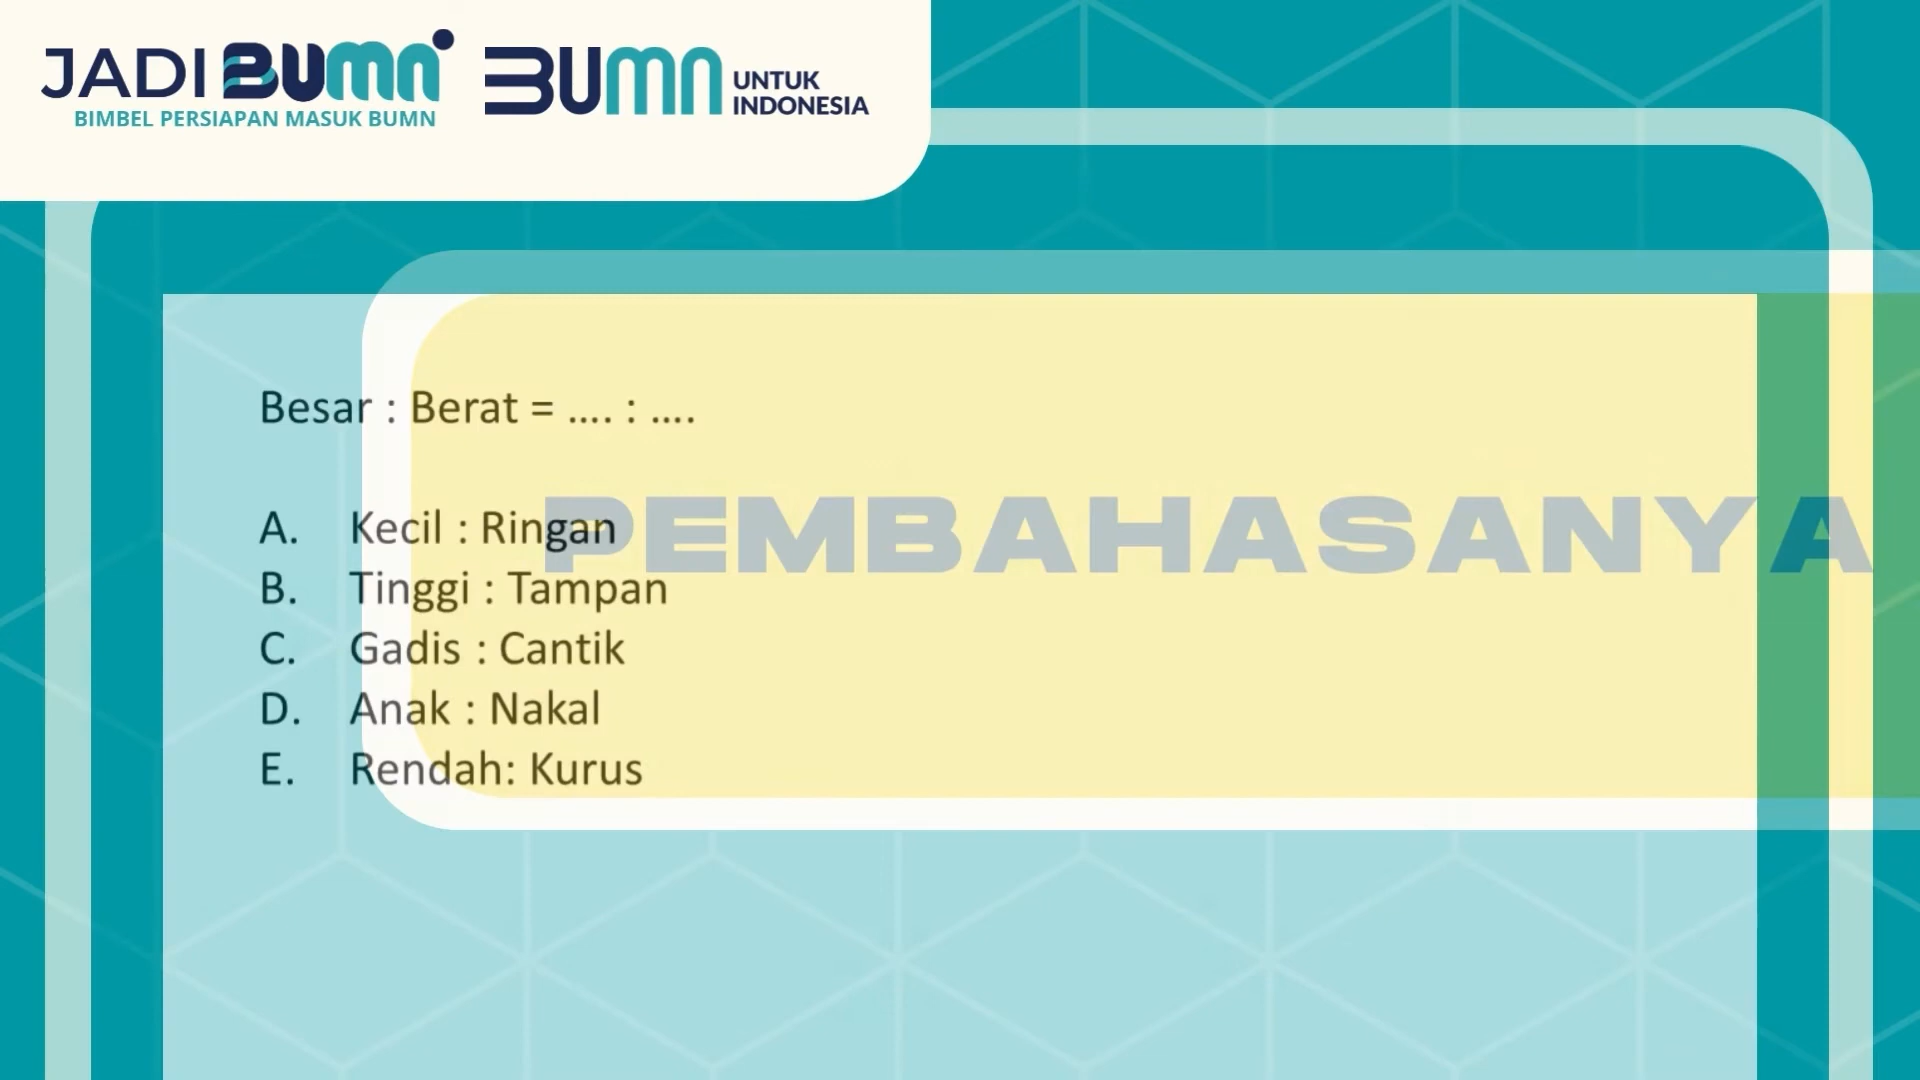 JADI BUMN
BIMBEL PERSIAPAN MASUK BUMN
BUMN UNTUK INDONESIA
Besar : Berat = .... : ....
PEMBAHASANYA
A. Kecil : Ringan
B. Tinggi : Tampan
C. Gadis : Cantik
D. Anak : Nakal
E. Rendah: Kurus